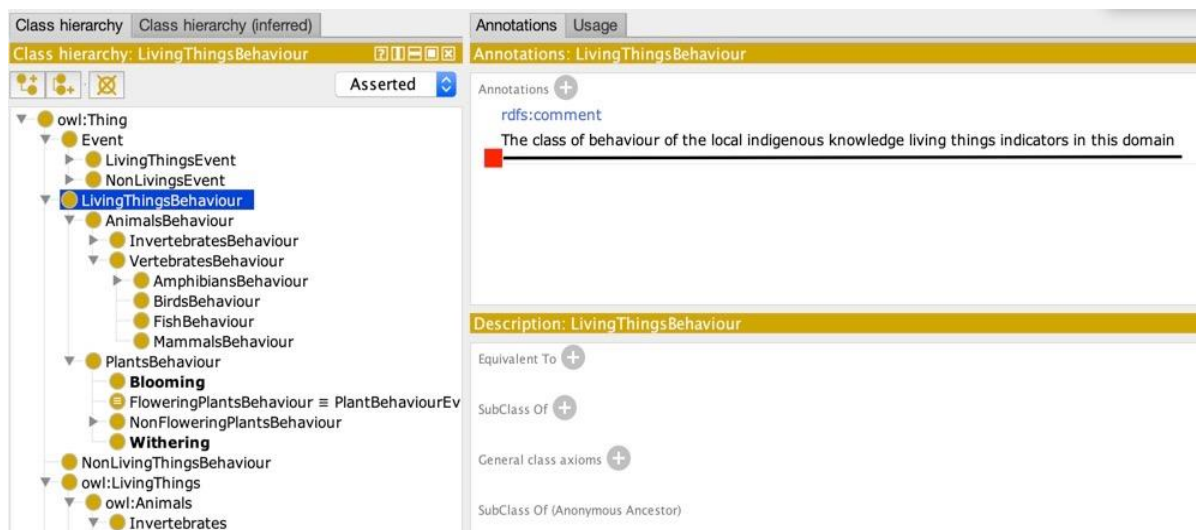 Class hierarchy Class hierarchy (inferred)
Class hierarchy: LivingThingsBehaviour
Asserted
owl:Thing
Event
LivingThingsEvent
NonLivingsEvent
LivingThingsBehaviour
AnimalsBehaviour
InvertebratesBehaviour
VertebratesBehaviour
AmphibiansBehaviour
BirdsBehaviour
FishBehaviour
MammalsBehaviour
PlantsBehaviour
Blooming
FloweringPlantsBehaviour ≡ PlantBehaviourEv
NonFloweringPlantsBehaviour
Withering
NonLivingThingsBehaviour
owl:LivingThings
owl:Animals
Invertebrates
Annotations Usage
Annotations: LivingThingsBehaviour
Annotations
rdfs:comment
The class of behaviour of the local indigenous knowledge living things indicators in this domain
Description: LivingThingsBehaviour
Equivalent To
SubClass Of
General class axioms
SubClass Of (Anonymous Ancestor)